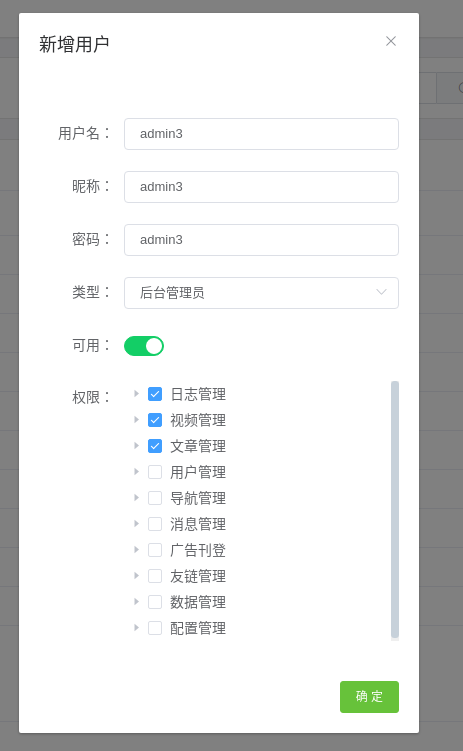 新增用户
用户名： admin3
昵称： admin3
密码： admin3
类型： 后台管理员
可用：
权限： 日志管理
视频管理
文章管理
用户管理
导航管理
消息管理
广告刊登
友链管理
数据管理
配置管理
确 定